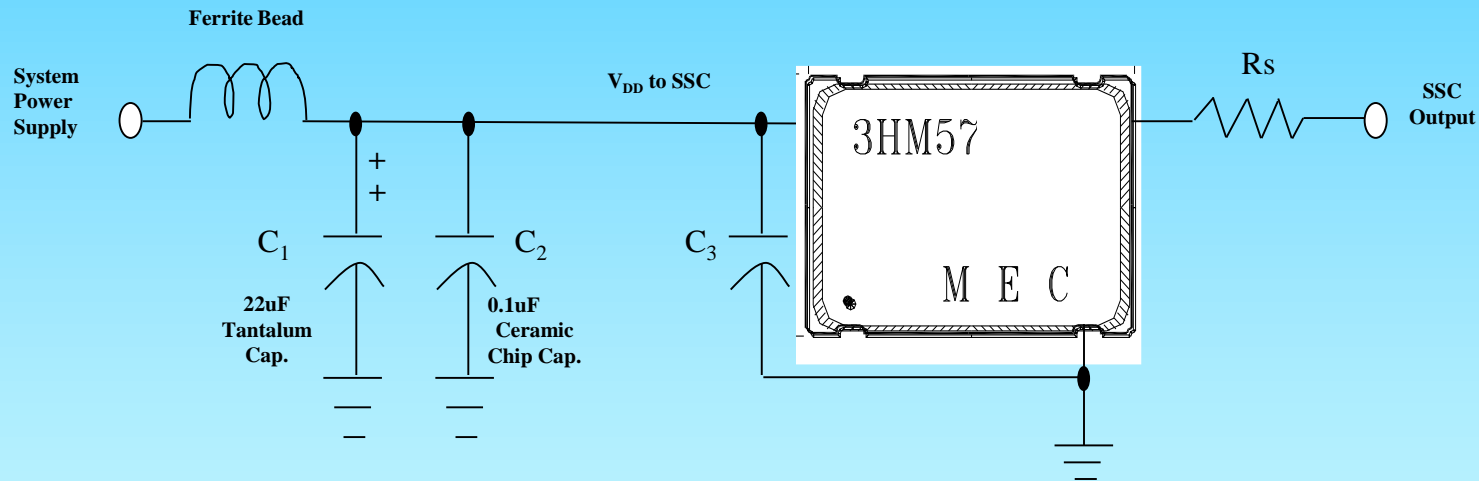 Ferrite Bead
System
Power
Supply
V_DD to SSC
Rs
SSC
Output
3HM57
+
+
C₁
C₂
C₃
M E C
22uF
Tantalum
Cap.
0.1uF
Ceramic
Chip Cap.